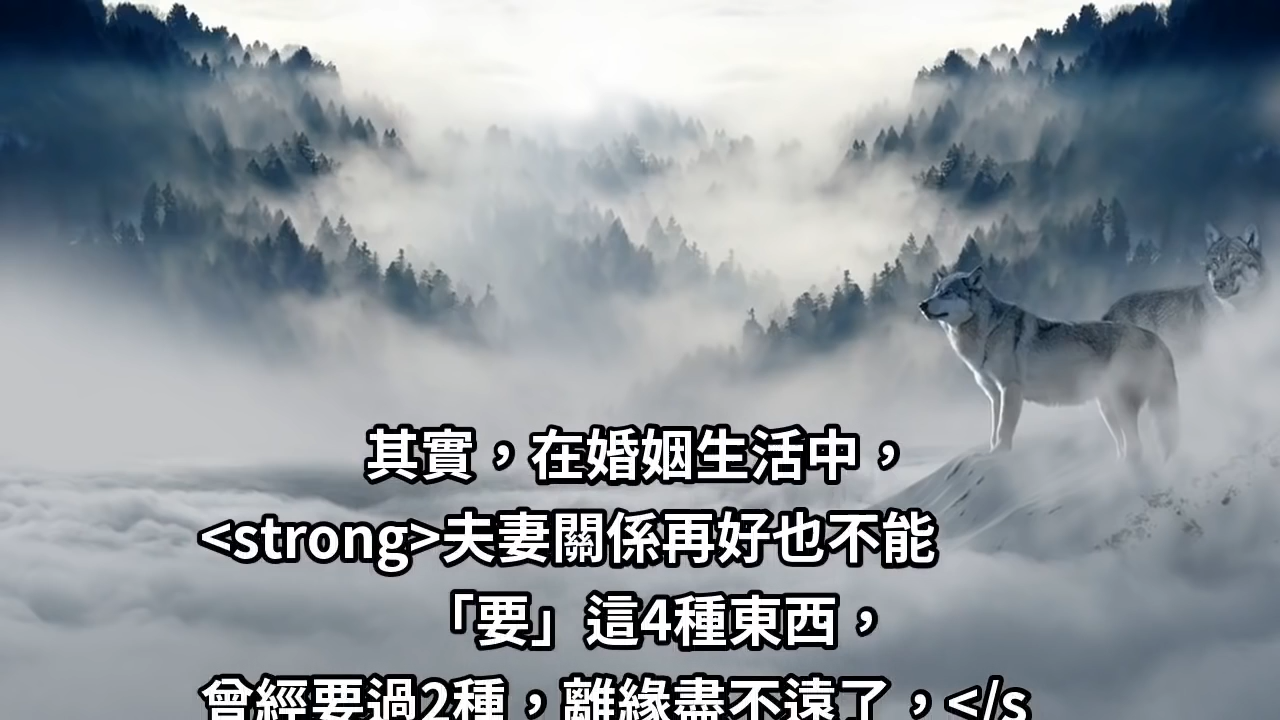 其實，在婚姻生活中，
<strong>夫妻關係再好也不能
「要」這4種東西，
曾經要過2種，離緣盡不遠了，</s